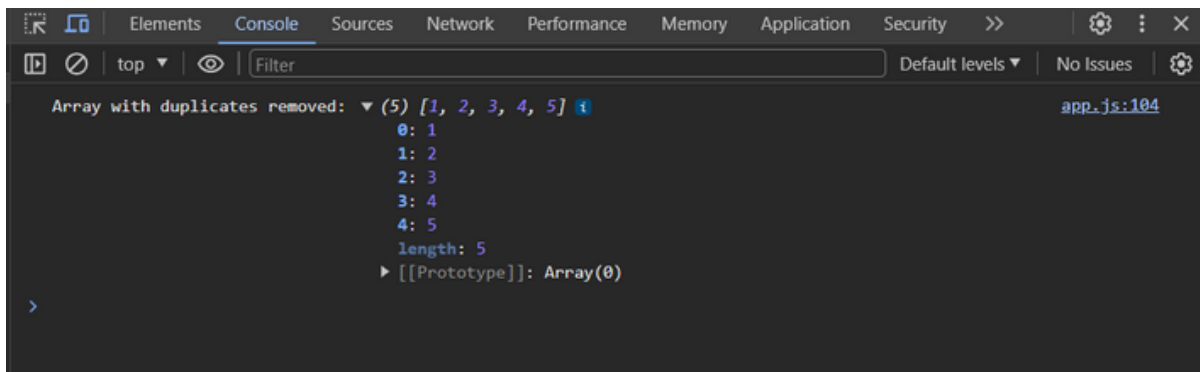 Elements Console Sources Network Performance Memory Application Security >>
top ▼ Filter Default levels ▼ No Issues
Array with duplicates removed: ▼ (5) [1, 2, 3, 4, 5] i app.js:104
0: 1
1: 2
2: 3
3: 4
4: 5
length: 5
▶ [[Prototype]]: Array(0)
>